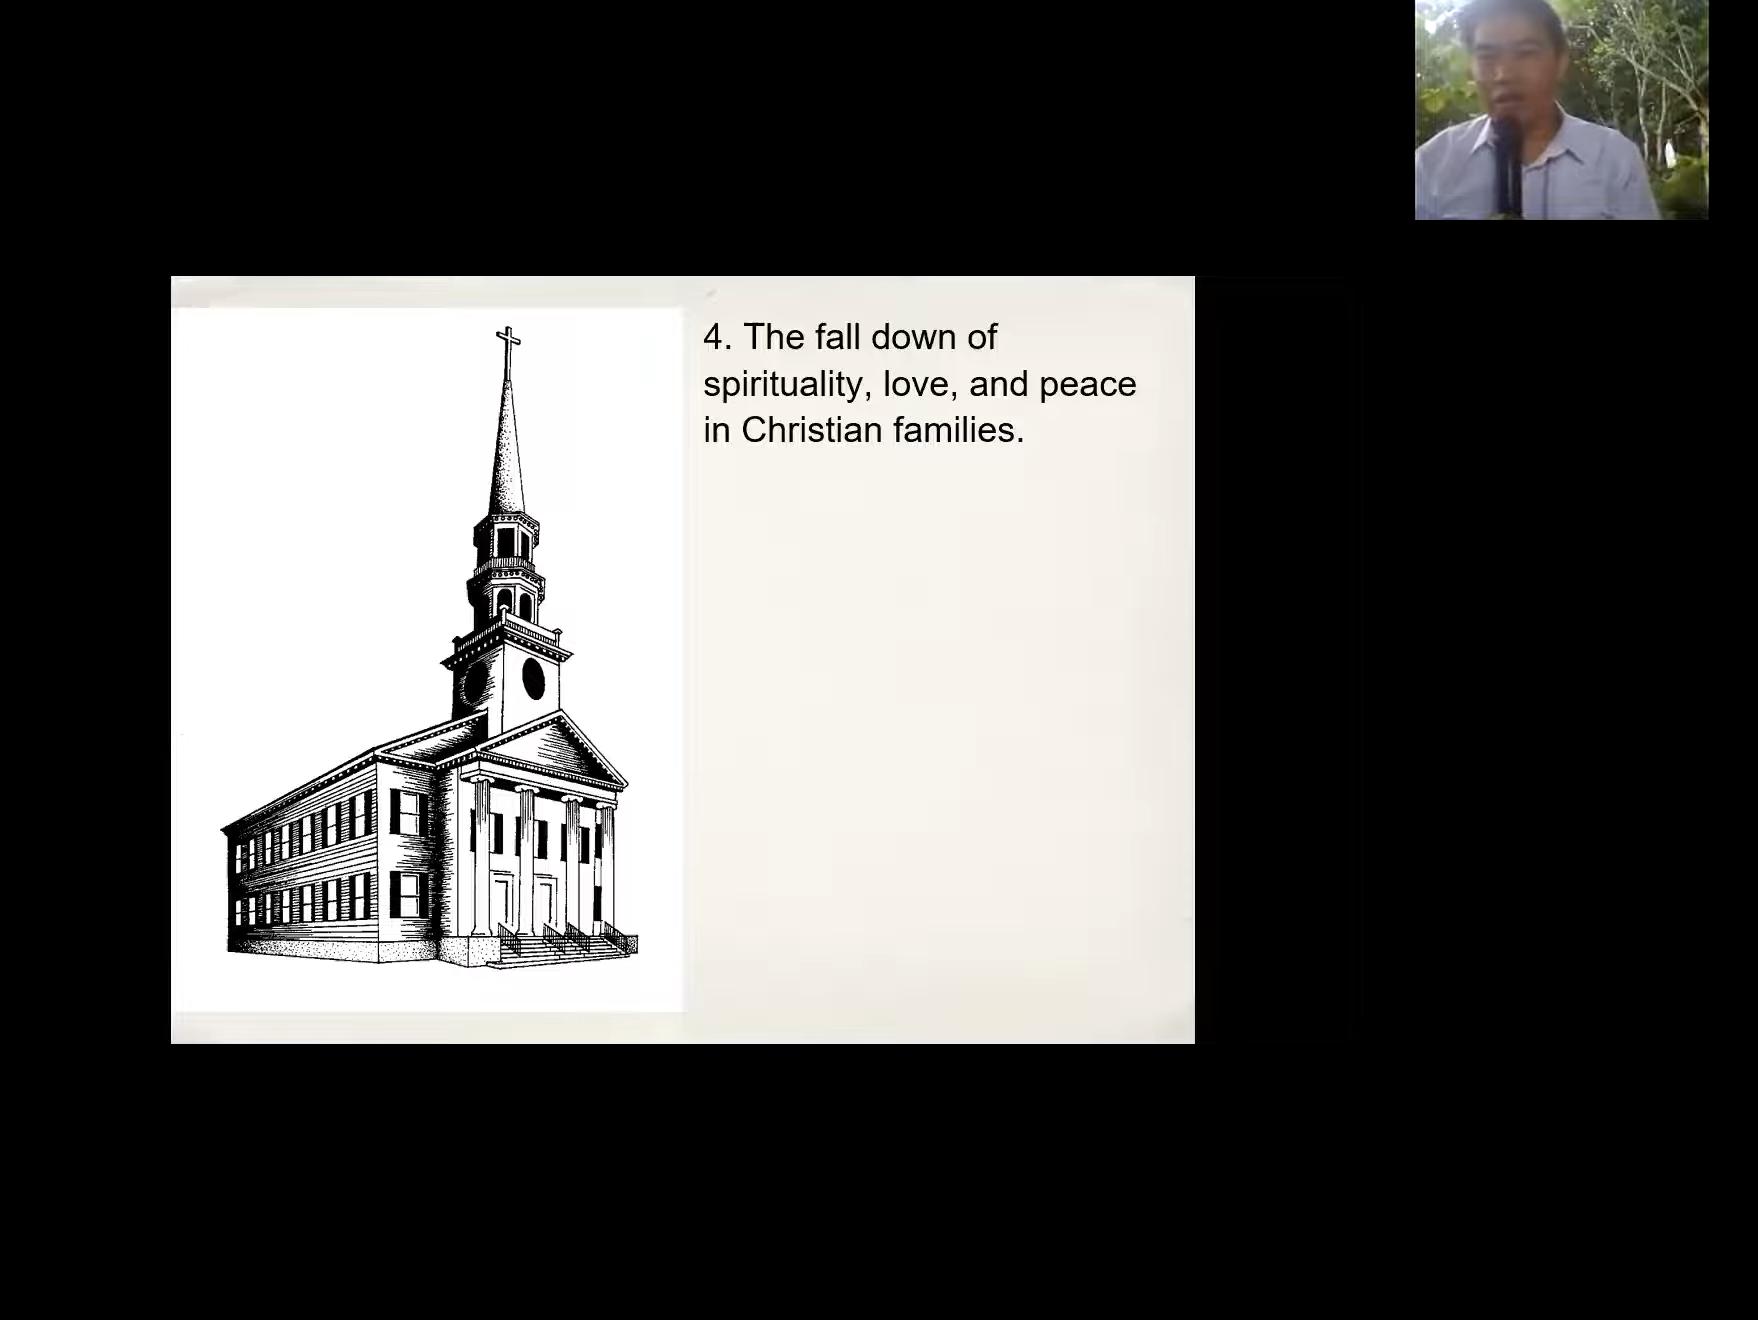 4. The fall down of
spirituality, love, and peace
in Christian families.